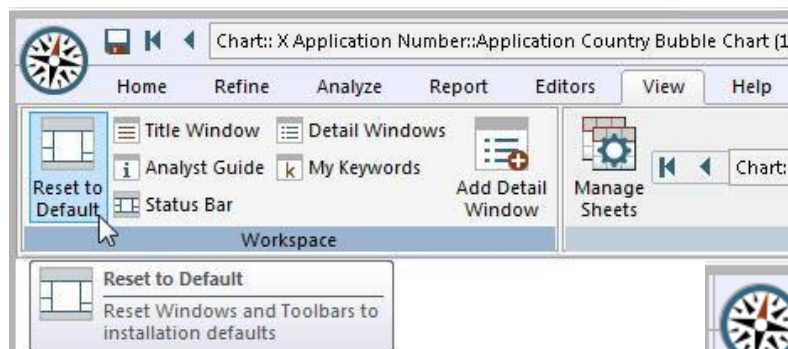 Chart:: X Application Number::Application Country Bubble Chart (1
Home Refine Analyze Report Editors View Help
Reset to Default
Title Window
Analyst Guide
Status Bar
Detail Windows
k My Keywords
Add Detail Window
Manage Sheets
Chart:
Workspace
Reset to Default
Reset Windows and Toolbars to
installation defaults